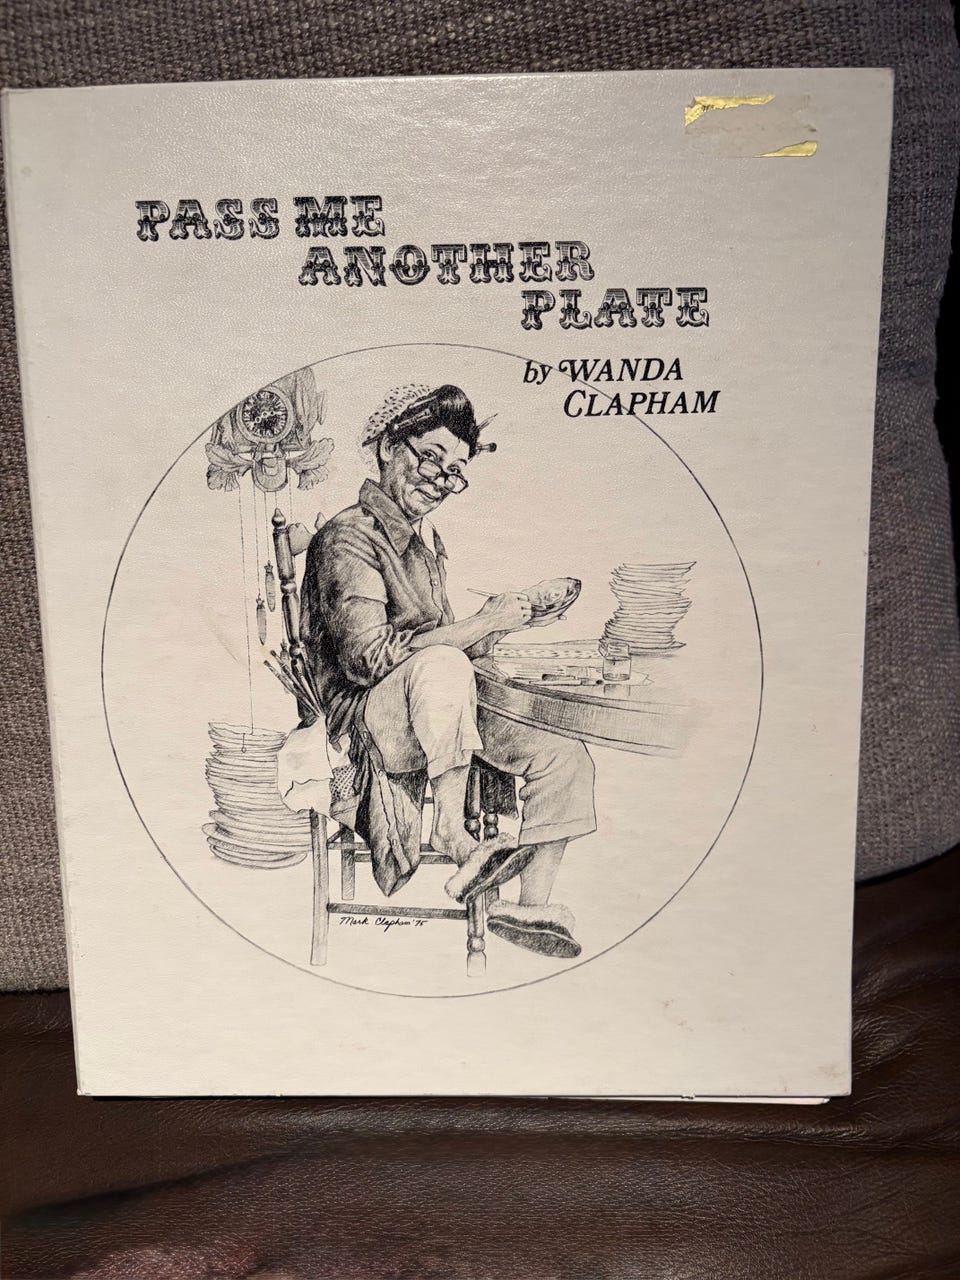 PASS ME
ANOTHER
PLATE
by WANDA
CLAPHAM
Mark Clapham '75